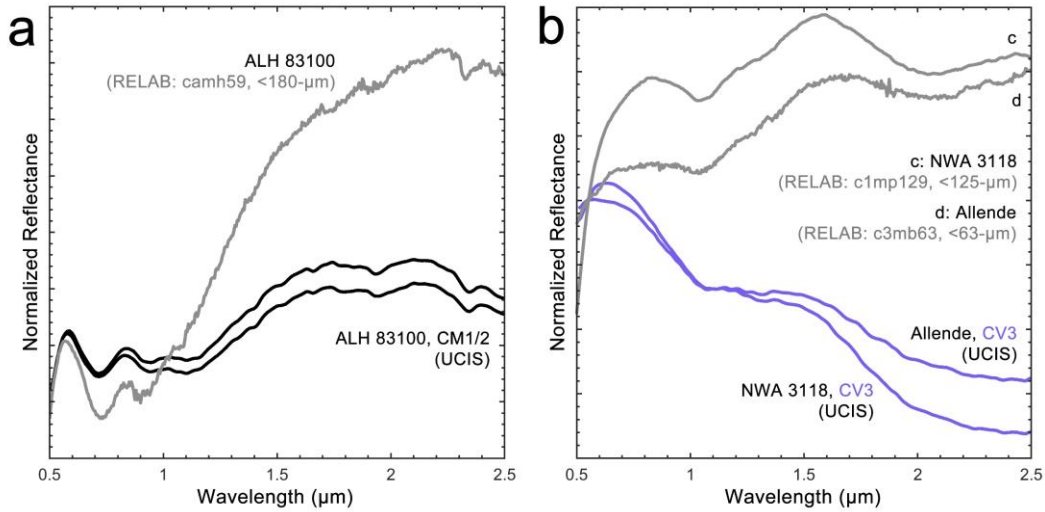 a
ALH 83100
(RELAB: camh59, <180-μm)
ALH 83100, CM1/2
(UCIS)
Normalized Reflectance
0.5 1 1.5 2 2.5
Wavelength (μm)
b
c
d
c: NWA 3118
(RELAB: c1mp129, <125-μm)
d: Allende
(RELAB: c3mb63, <63-μm)
Allende, CV3
(UCIS)
NWA 3118, CV3
(UCIS)
Normalized Reflectance
0.5 1 1.5 2 2.5
Wavelength (μm)